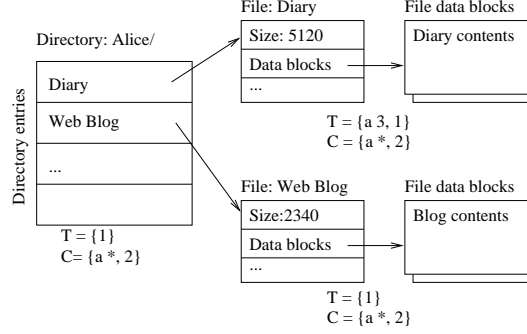 Directory: Alice/
Directory entries
Diary
Web Blog
...
T = {1}
C= {a *, 2}
File: Diary
Size: 5120
Data blocks
...
File data blocks
Diary contents
T = {a 3, 1}
C = {a *, 2}
File: Web Blog
Size:2340
Data blocks
...
File data blocks
Blog contents
T = {1}
C = {a *, 2}